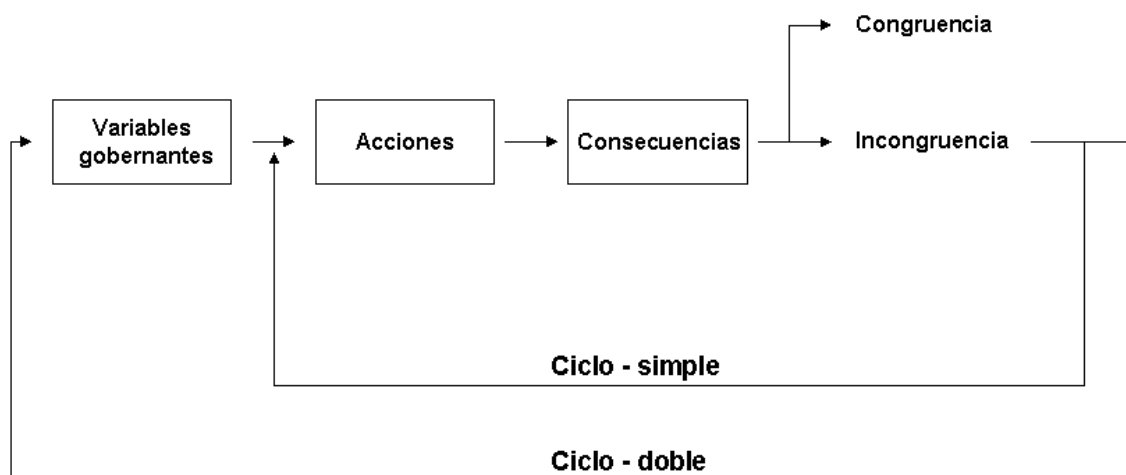 Congruencia
Variables
gobernantes
Acciones
Consecuencias
Incongruencia
Ciclo - simple
Ciclo - doble